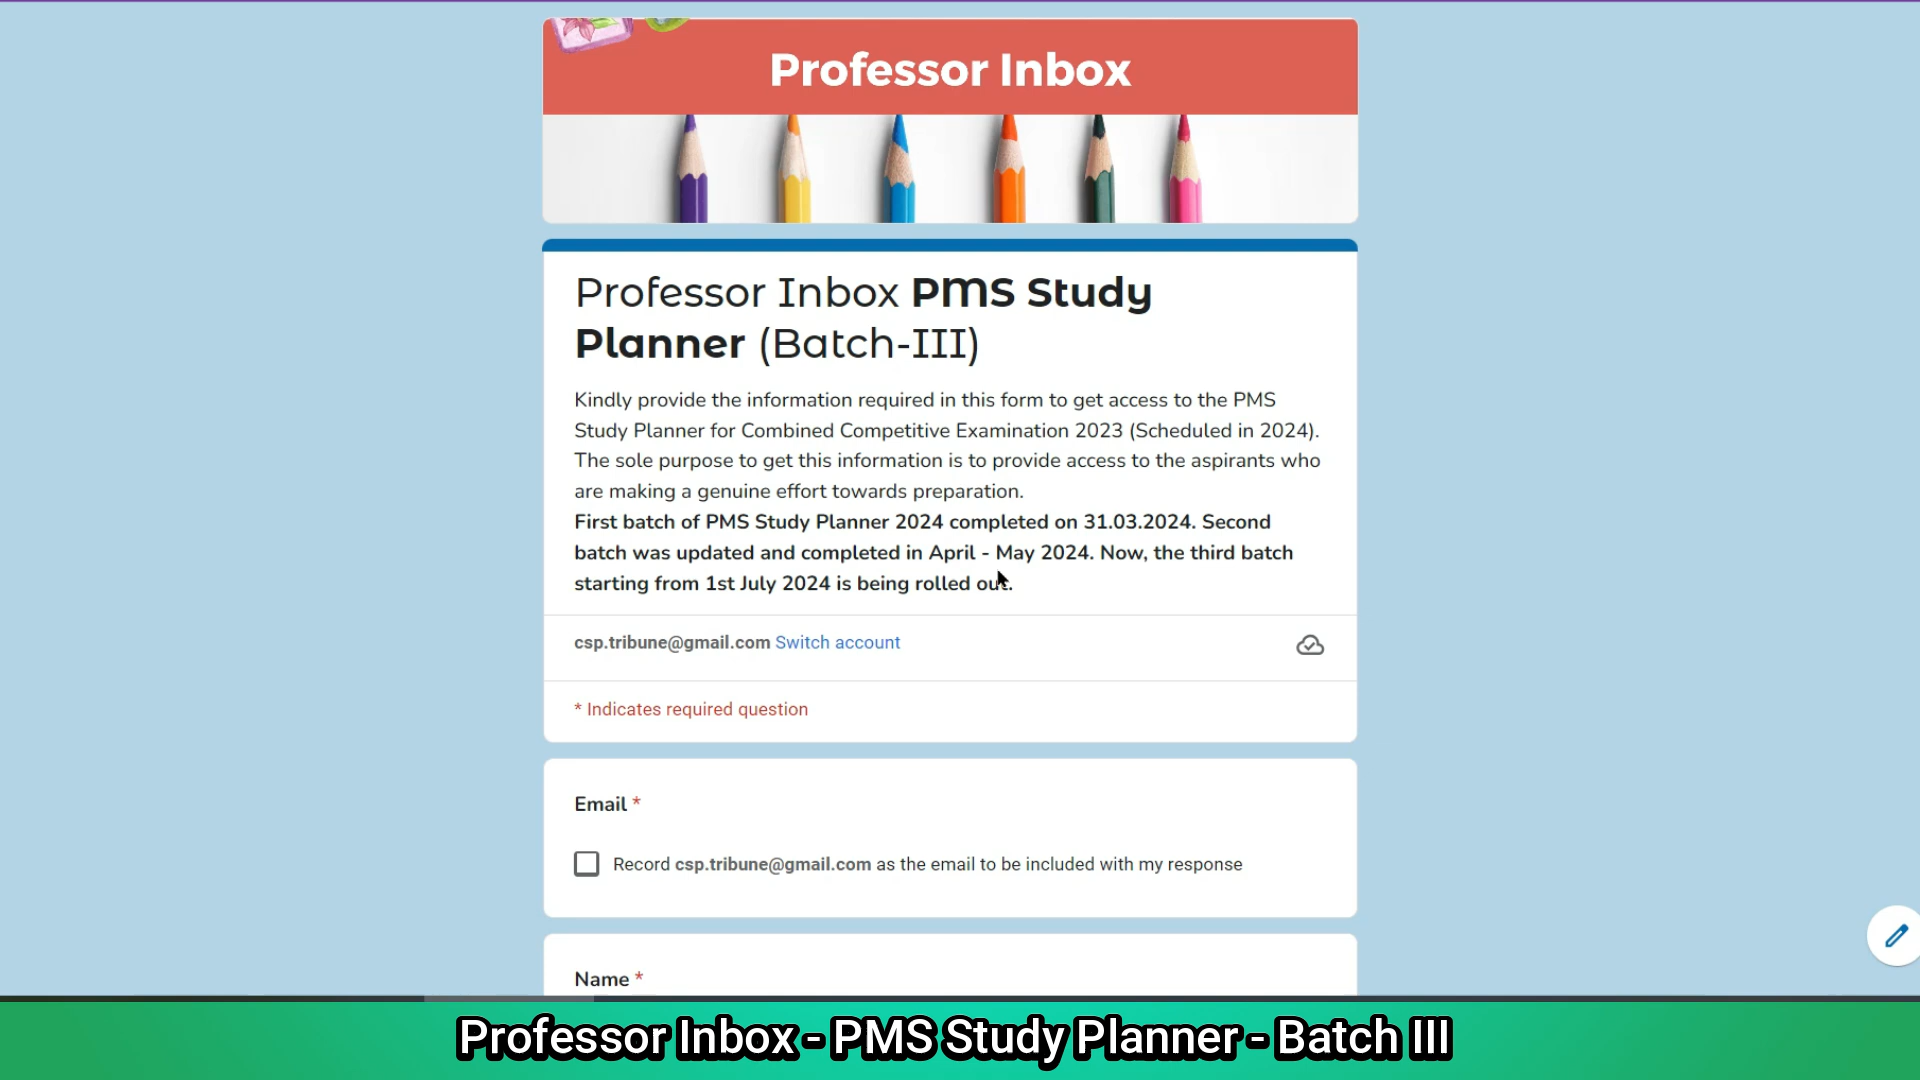 Professor Inbox
Professor Inbox PMS Study
Planner (Batch-III)
Kindly provide the information required in this form to get access to the PMS
Study Planner for Combined Competitive Examination 2023 (Scheduled in 2024).
The sole purpose to get this information is to provide access to the aspirants who
are making a genuine effort towards preparation.
First batch of PMS Study Planner 2024 completed on 31.03.2024. Second
batch was updated and completed in April - May 2024. Now, the third batch
starting from 1st July 2024 is being rolled out.
csp.tribune@gmail.com Switch account
* Indicates required question
Email *
Record csp.tribune@gmail.com as the email to be included with my response
Name *
Professor Inbox - PMS Study Planner - Batch III